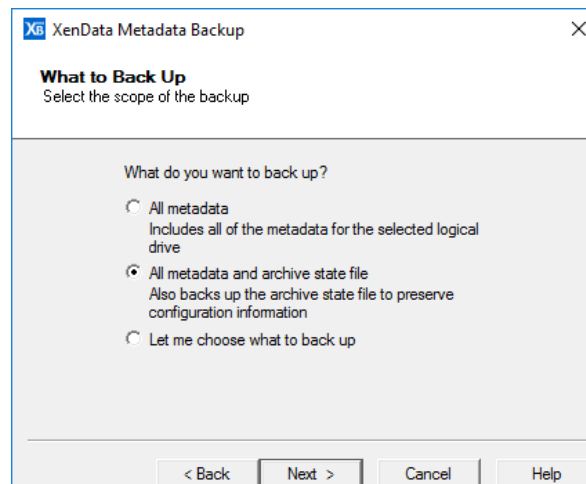 XB XenData Metadata Backup
What to Back Up
Select the scope of the backup
What do you want to back up?
All metadata
Includes all of the metadata for the selected logical
drive
All metadata and archive state file
Also backs up the archive state file to preserve
configuration information
Let me choose what to back up
< Back Next > Cancel Help